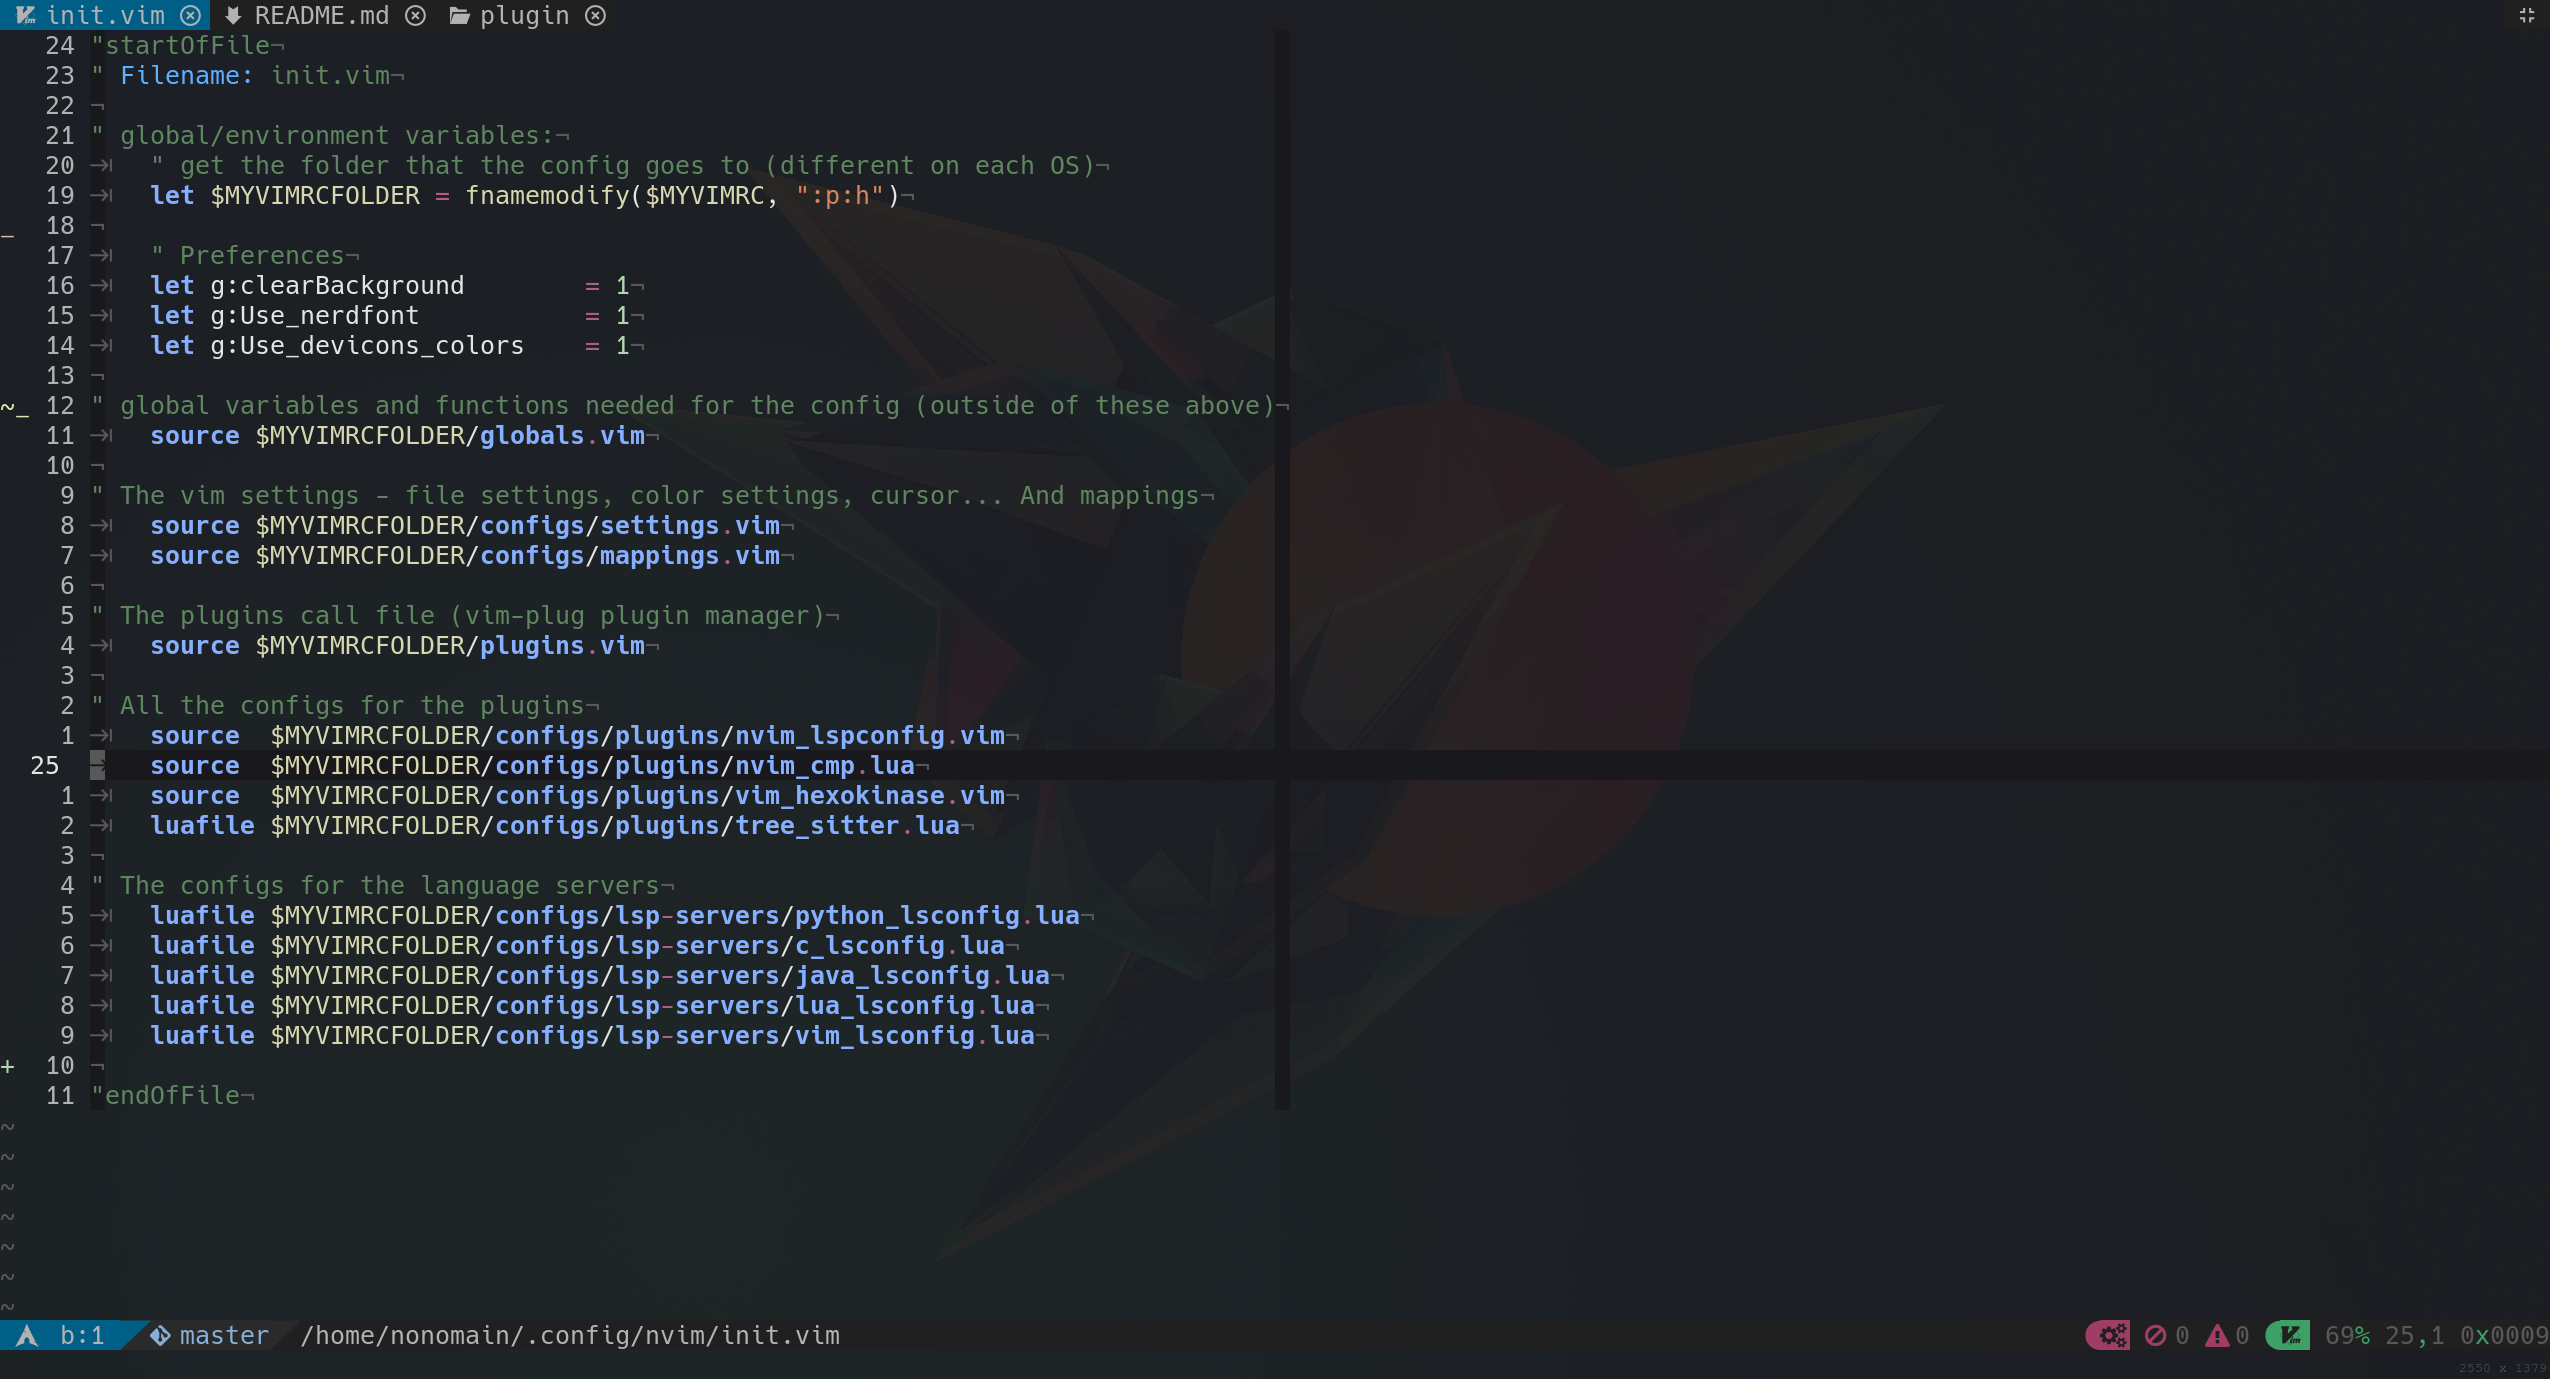 init.vim README.md plugin
24 "startOfFile¬
23 " Filename: init.vim¬
22 ¬
21 " global/environment variables:¬
20 " get the folder that the config goes to (different on each OS)¬
19 let $MYVIMRCFOLDER = fnamemodify($MYVIMRC, ":p:h")¬
_ 18 ¬
17 " Preferences¬
16 let g:clearBackground = 1¬
15 let g:Use_nerdfont = 1¬
14 let g:Use_devicons_colors = 1¬
13 ¬
~_ 12 " global variables and functions needed for the config (outside of these above)¬
11 source $MYVIMRCFOLDER/globals.vim¬
10 ¬
9 " The vim settings - file settings, color settings, cursor... And mappings¬
8 source $MYVIMRCFOLDER/configs/settings.vim¬
7 source $MYVIMRCFOLDER/configs/mappings.vim¬
6 ¬
5 " The plugins call file (vim-plug plugin manager)¬
4 source $MYVIMRCFOLDER/plugins.vim¬
3 ¬
2 " All the configs for the plugins¬
1 source $MYVIMRCFOLDER/configs/plugins/nvim_lspconfig.vim¬
25 source $MYVIMRCFOLDER/configs/plugins/nvim_cmp.lua¬
1 source $MYVIMRCFOLDER/configs/plugins/vim_hexokinase.vim¬
2 luafile $MYVIMRCFOLDER/configs/plugins/tree_sitter.lua¬
3 ¬
4 " The configs for the language servers¬
5 luafile $MYVIMRCFOLDER/configs/lsp-servers/python_lsconfig.lua¬
6 luafile $MYVIMRCFOLDER/configs/lsp-servers/c_lsconfig.lua¬
7 luafile $MYVIMRCFOLDER/configs/lsp-servers/java_lsconfig.lua¬
8 luafile $MYVIMRCFOLDER/configs/lsp-servers/lua_lsconfig.lua¬
9 luafile $MYVIMRCFOLDER/configs/lsp-servers/vim_lsconfig.lua¬
+ 10 ¬
11 "endOfFile¬
~
~
~
~
~
~
~
b:1 master /home/nonomain/.config/nvim/init.vim 0 0 69% 25,1 0x0009
2550 x 1379